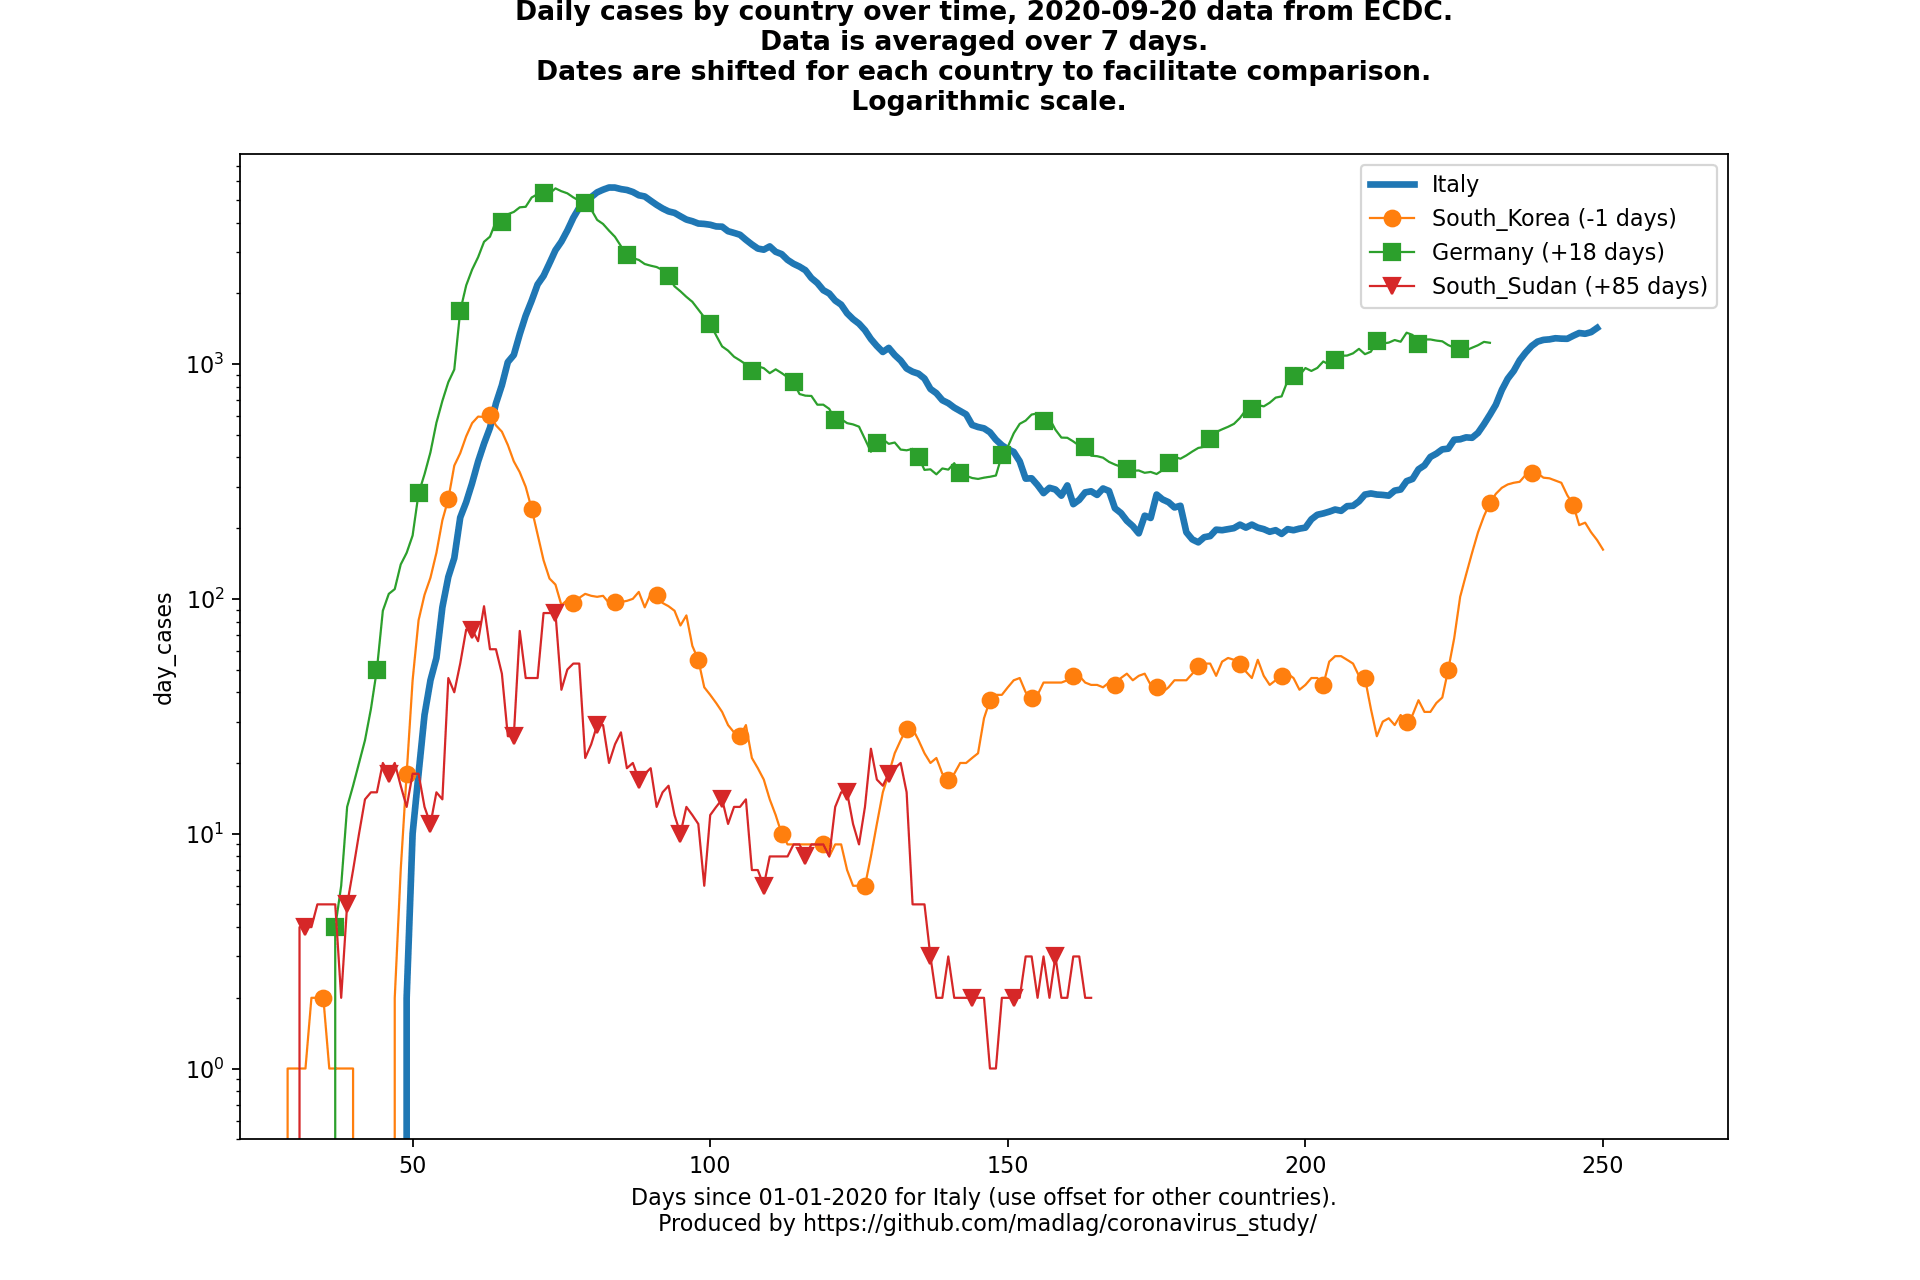 Daily cases by country over time, 2020-09-20 data from ECDC.
Data is averaged over 7 days.
Dates are shifted for each country to facilitate comparison.
Logarithmic scale.
Italy
South_Korea (-1 days)
Germany (+18 days)
South_Sudan (+85 days)
day_cases
10³
10²
10¹
10⁰
50 100 150 200 250
Days since 01-01-2020 for Italy (use offset for other countries).
Produced by https://github.com/madlag/coronavirus_study/